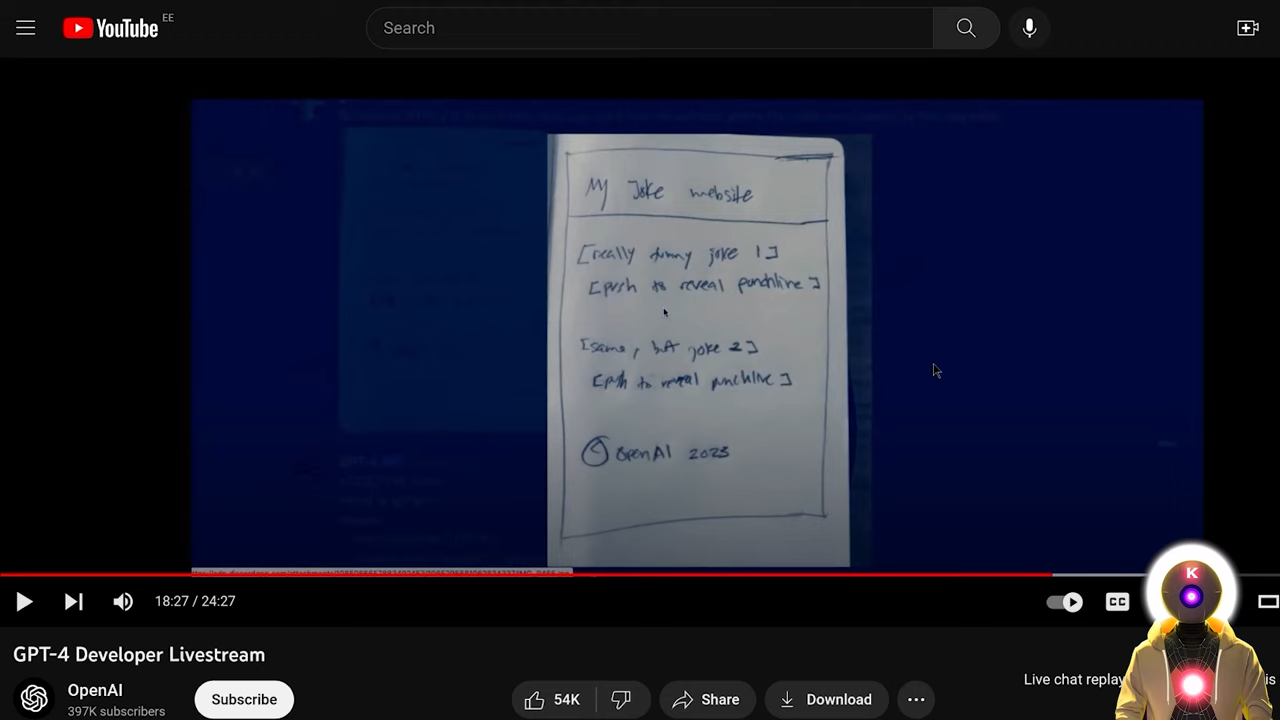 YouTube EE
Search
My Joke website
[really funny joke 1]
[push to reveal punchline]
[same, but joke 2]
[push to reveal punchline]
OpenAI 2023
18:27 / 24:27
CC
K
GPT-4 Developer Livestream
OpenAI
397K subscribers
Subscribe
54K
Share
Download
Live chat replay
is